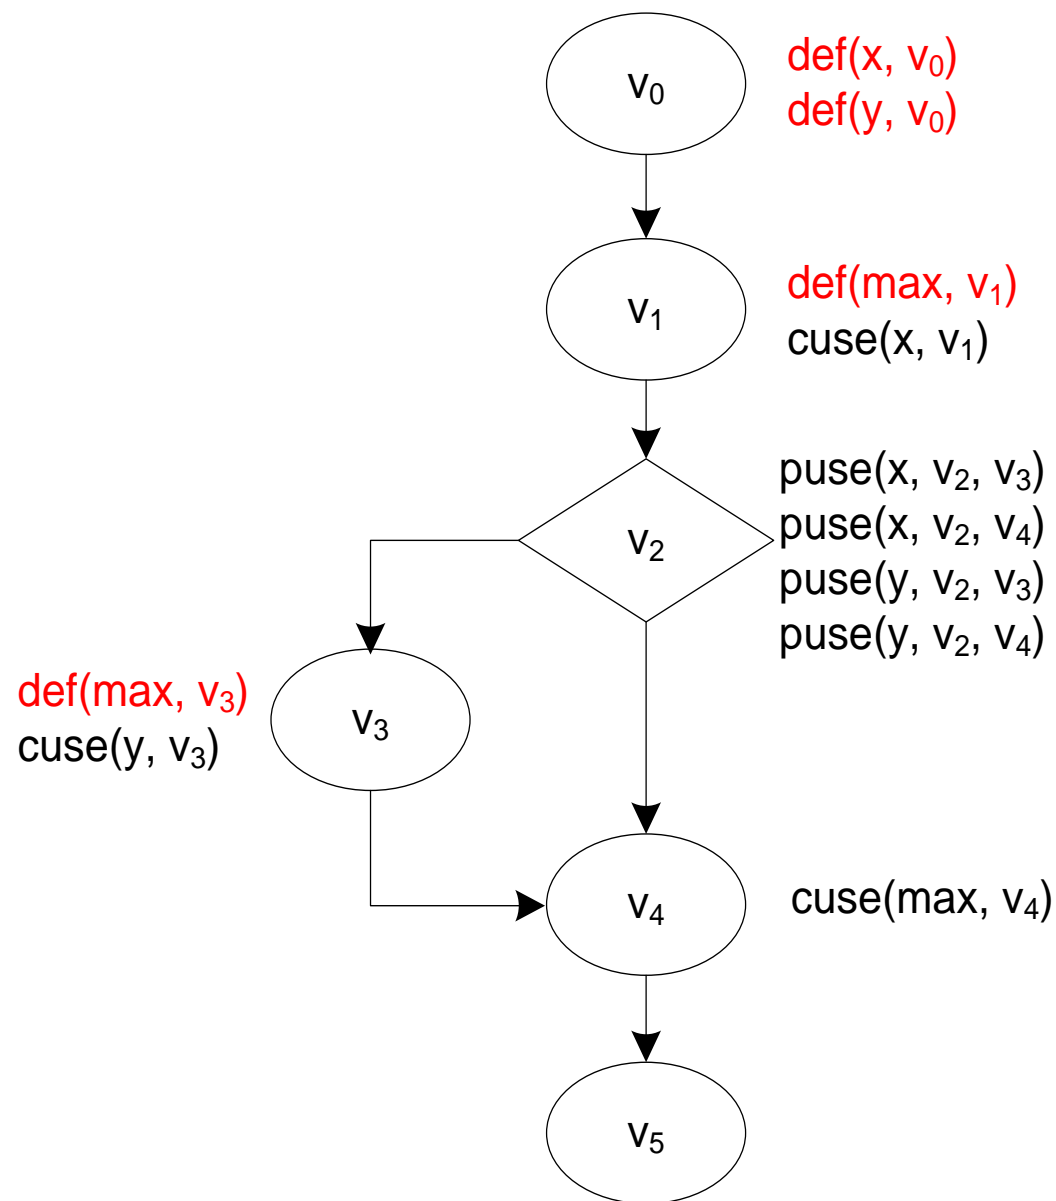 v₀
def(x, v₀)
def(y, v₀)
v₁
def(max, v₁)
cuse(x, v₁)
v₂
puse(x, v₂, v₃)
puse(x, v₂, v₄)
puse(y, v₂, v₃)
puse(y, v₂, v₄)
def(max, v₃)
cuse(y, v₃)
v₃
v₄
cuse(max, v₄)
v₅